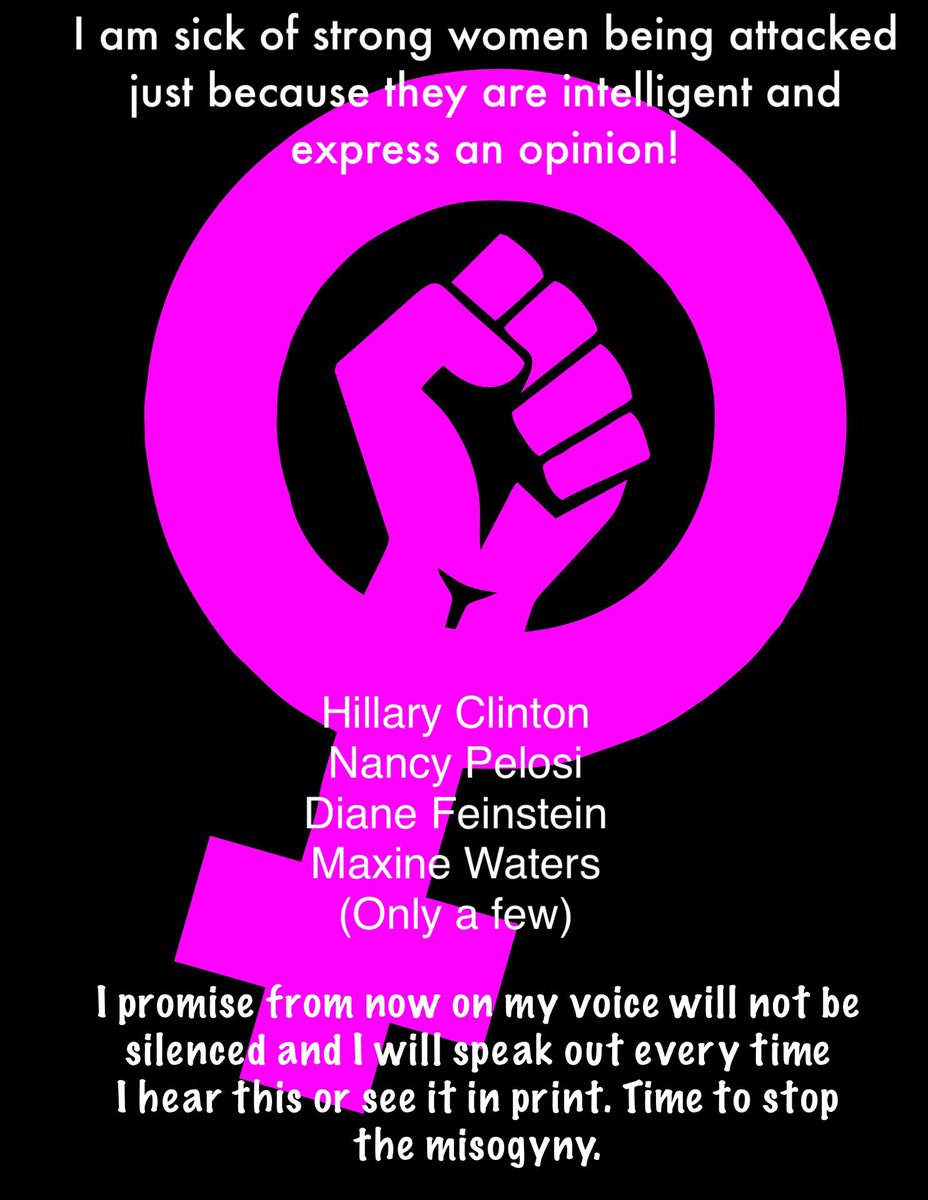 I am sick of strong women being attacked
just because they are intelligent and
express an opinion!
Hillary Clinton
Nancy Pelosi
Diane Feinstein
Maxine Waters
(Only a few)
I promise from now on my voice will not be
silenced and I will speak out every time
I hear this or see it in print. Time to stop
the misogyny.